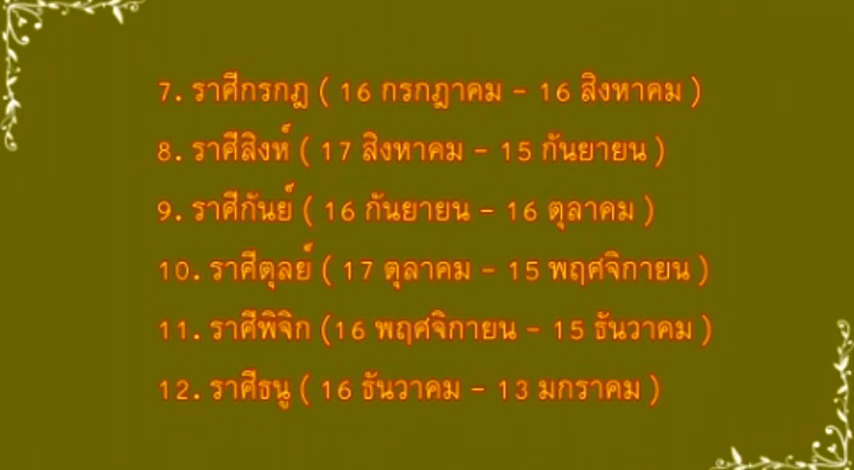 7. ราศีกรกฎ ( 16 กรกฎาคม - 16 สิงหาคม )
8. ราศีสิงห์ ( 17 สิงหาคม - 15 กันยายน )
9. ราศีกันย์ ( 16 กันยายน - 16 ตุลาคม )
10. ราศีตุลย์ ( 17 ตุลาคม - 15 พฤศจิกายน )
11. ราศีพิจิก (16 พฤศจิกายน - 15 ธันวาคม )
12. ราศีธนู ( 16 ธันวาคม - 13 มกราคม )